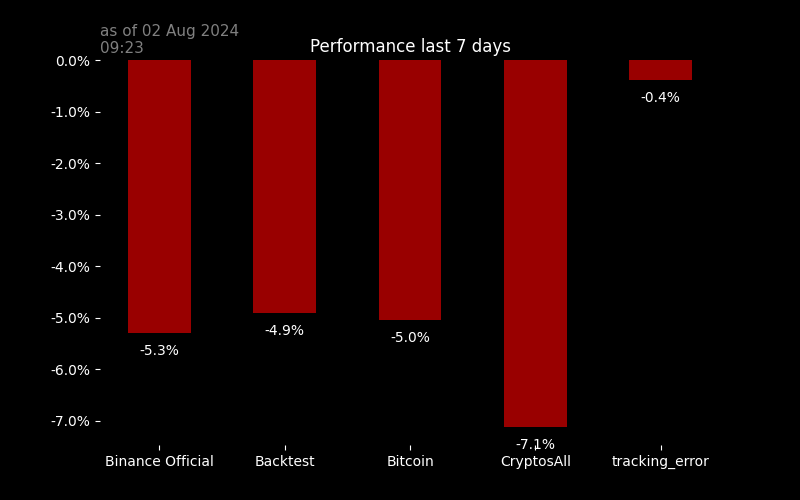 as of 02 Aug 2024
09:23
Performance last 7 days
0.0%
-1.0%
-2.0%
-3.0%
-4.0%
-5.0%
-6.0%
-7.0%
-5.3%
-4.9%
-5.0%
-7.1%
-0.4%
Binance Official
Backtest
Bitcoin
CryptosAll
tracking_error